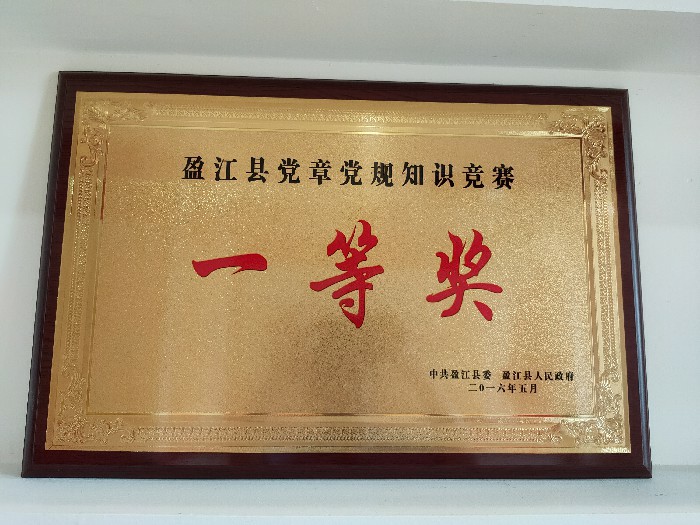 盈江县党章党规知识竞赛
一等奖
中共盈江县委 盈江县人民政府
二0一六年五月